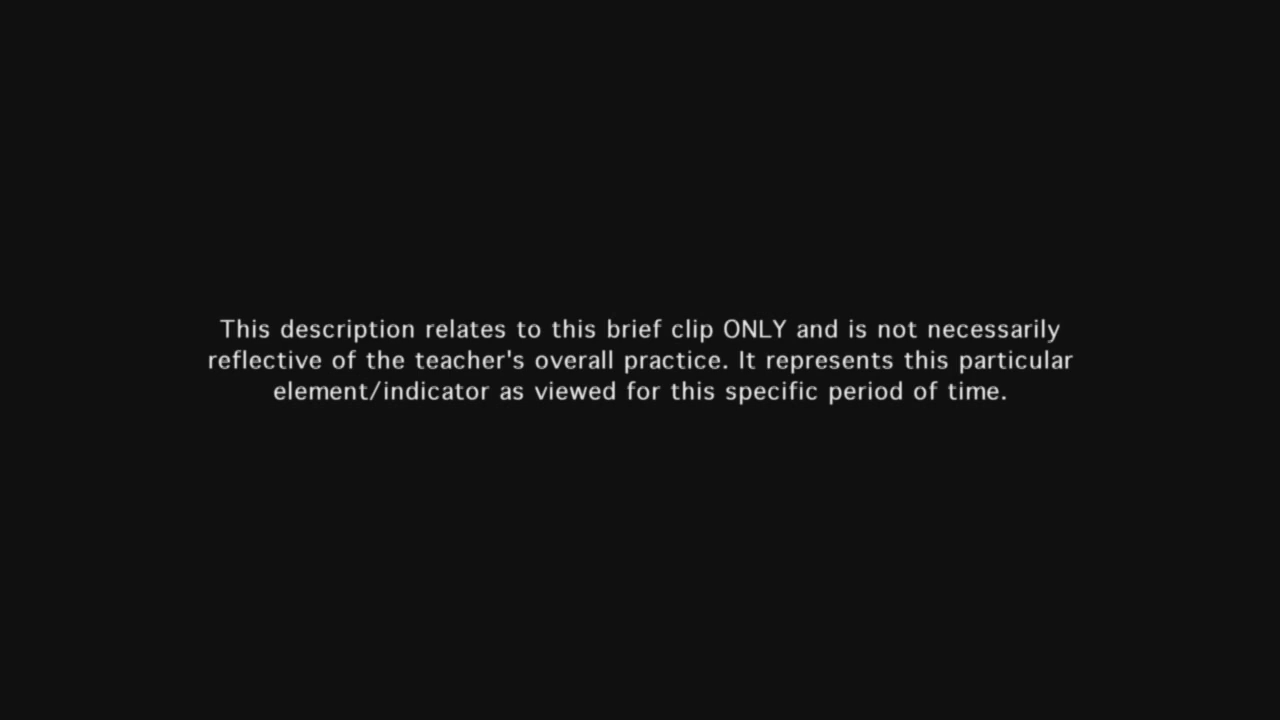 This description relates to this brief clip ONLY and is not necessarily
reflective of the teacher's overall practice. It represents this particular
element/indicator as viewed for this specific period of time.